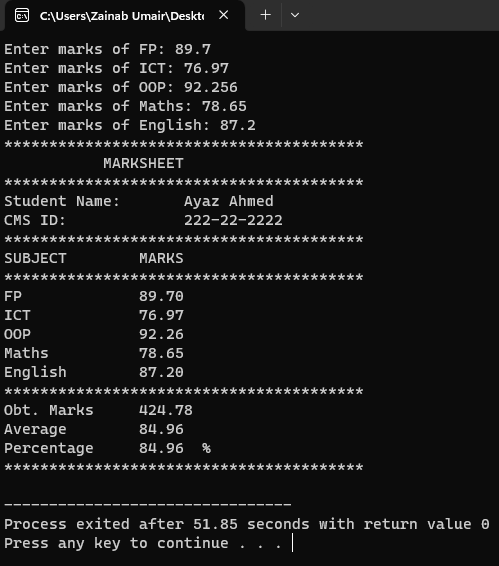 C:\Users\Zainab Umair\Deskto
Enter marks of FP: 89.7
Enter marks of ICT: 76.97
Enter marks of OOP: 92.256
Enter marks of Maths: 78.65
Enter marks of English: 87.2
****************************************
MARKSHEET
****************************************
Student Name: Ayaz Ahmed
CMS ID: 222-22-2222
****************************************
SUBJECT MARKS
****************************************
FP 89.70
ICT 76.97
OOP 92.26
Maths 78.65
English 87.20
****************************************
Obt. Marks 424.78
Average 84.96
Percentage 84.96 %
****************************************
--------------------------------
Process exited after 51.85 seconds with return value 0
Press any key to continue . . .